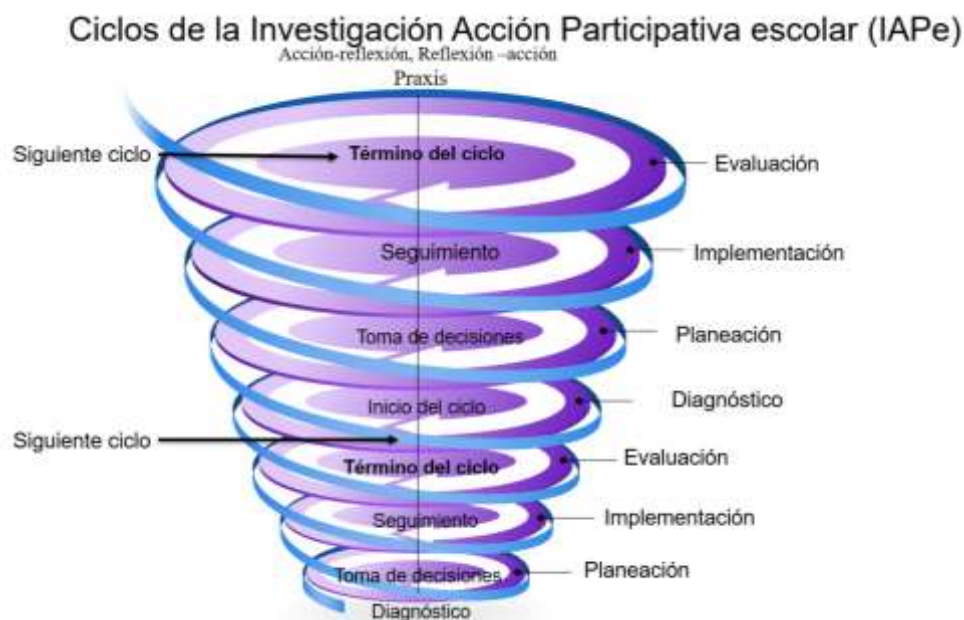 Ciclos de la Investigación Acción Participativa escolar (IAPe)
Acción-reflexión, Reflexión –acción
Praxis
Siguiente ciclo
Término del ciclo
Evaluación
Seguimiento
Implementación
Toma de decisiones
Planeación
Inicio del ciclo
Diagnóstico
Siguiente ciclo
Término del ciclo
Evaluación
Seguimiento
Implementación
Toma de decisiones
Planeación
Diagnóstico